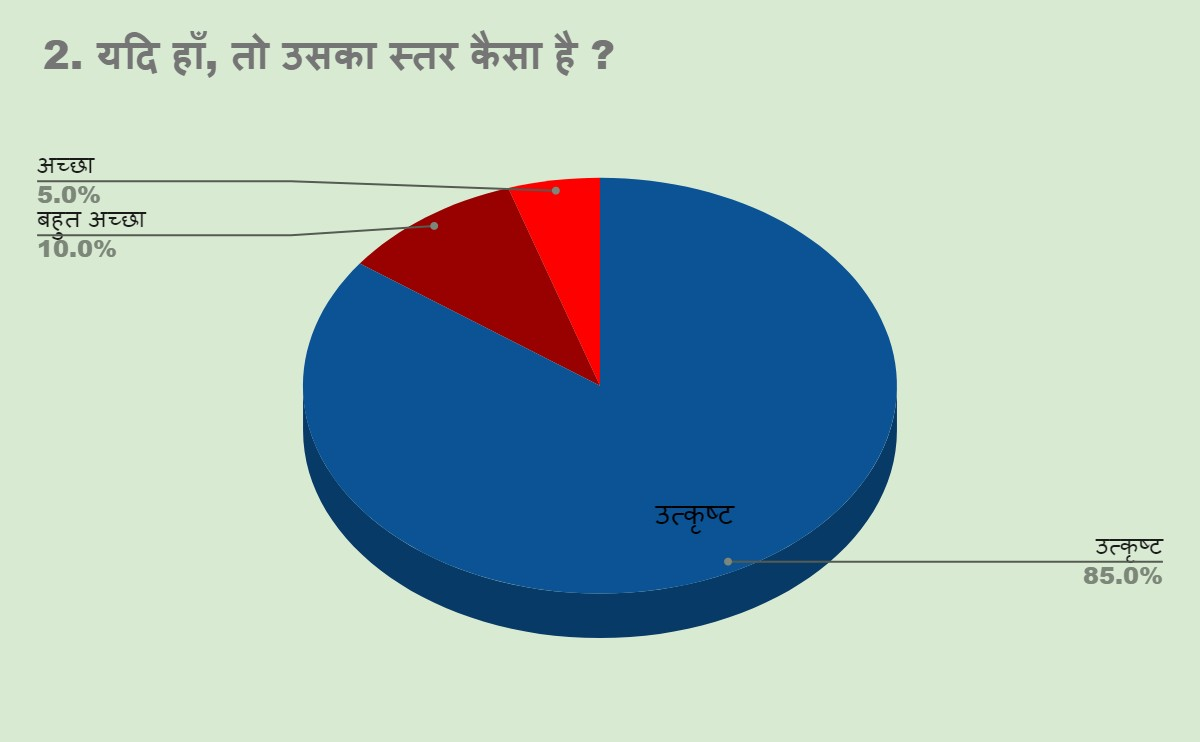 2. यदि हाँ, तो उसका स्तर कैसा है ?
अच्छा
5.0%
बहुत अच्छा
10.0%
उत्कृष्ट
उत्कृष्ट
85.0%